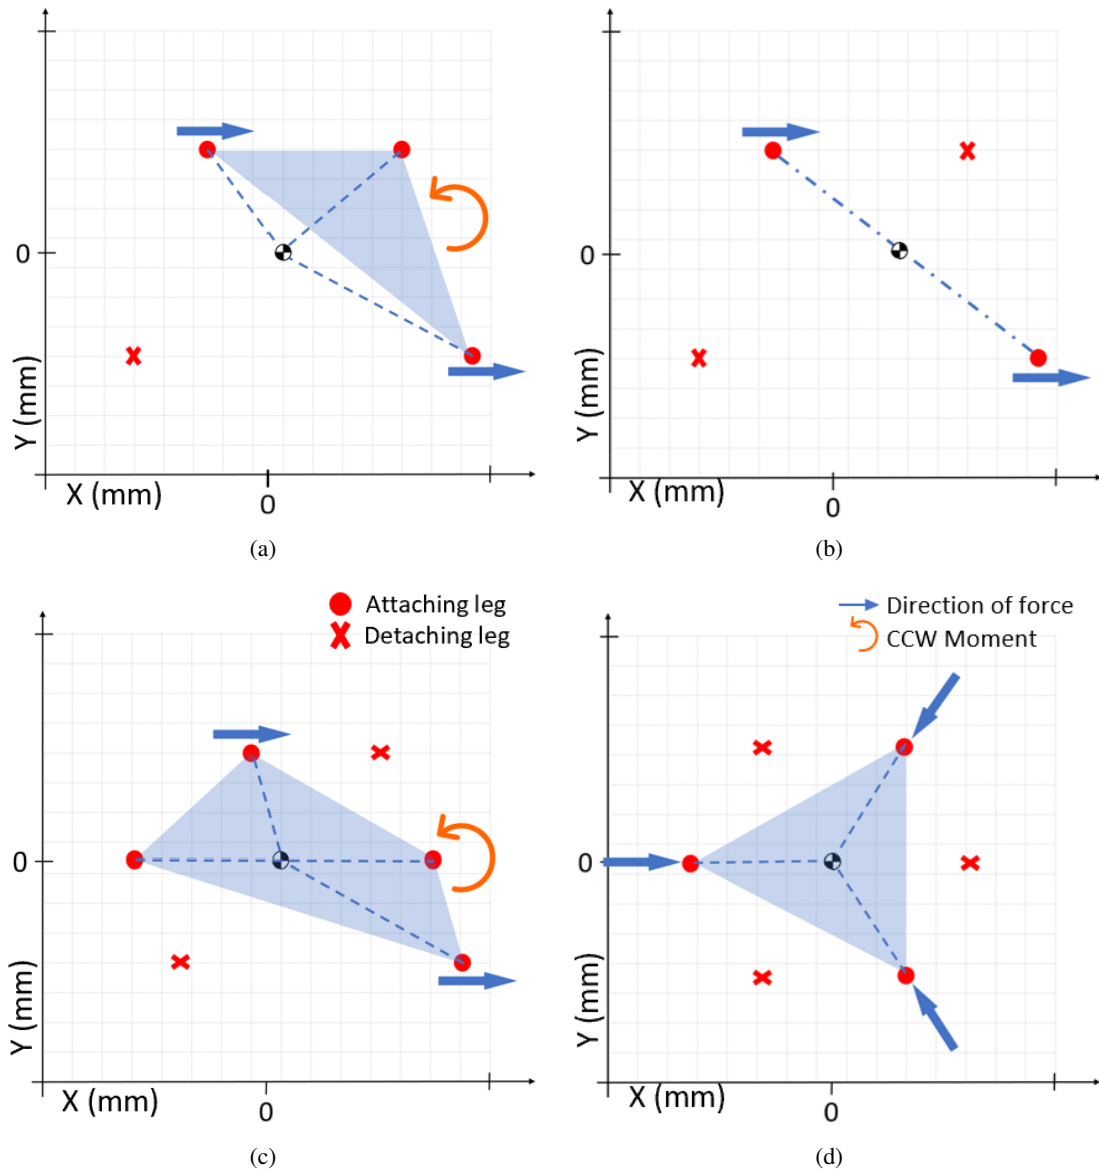 0
0
Y (mm)
Y (mm)
X (mm)
X (mm)
0
0
(a)
(b)
Attaching leg
Detaching leg
Direction of force
CCW Moment
0
0
Y (mm)
Y (mm)
X (mm)
X (mm)
0
0
(c)
(d)